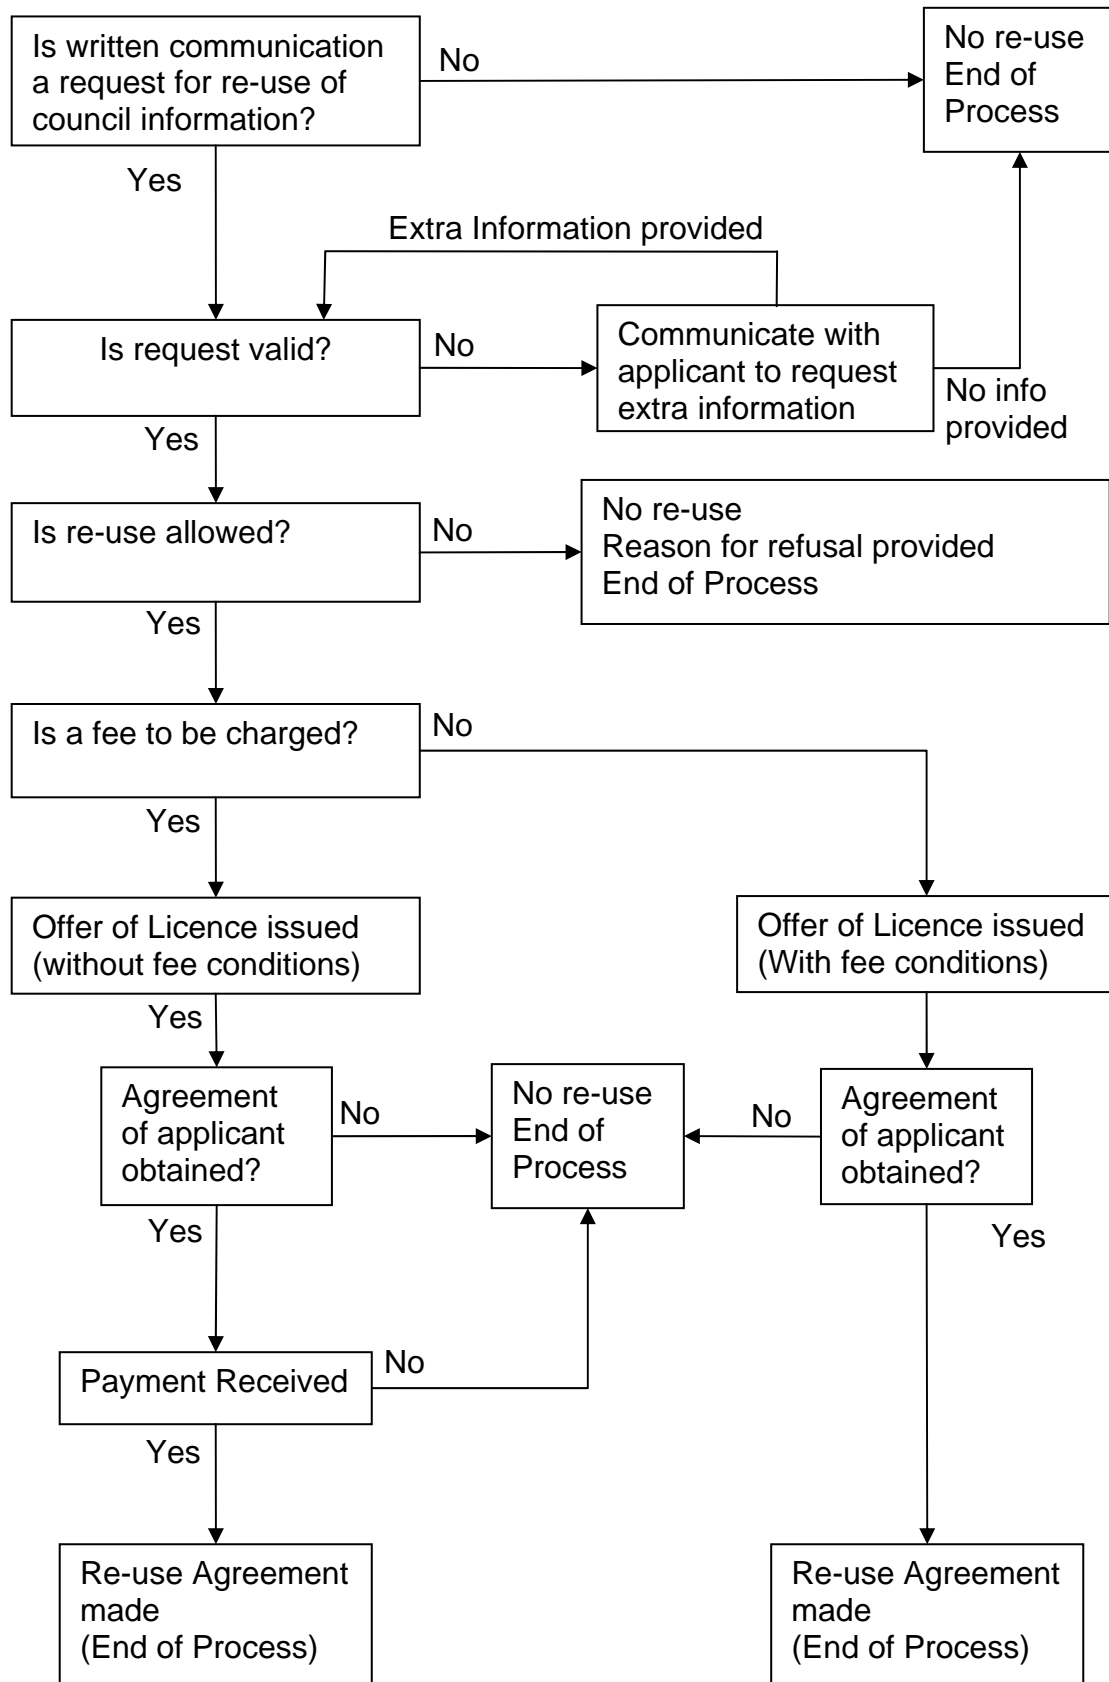 Is written communication
a request for re-use of
council information?
No
No re-use
End of
Process
Yes
Extra Information provided
Is request valid?
No
Communicate with
applicant to request
extra information
No info
provided
Yes
Is re-use allowed?
No
No re-use
Reason for refusal provided
End of Process
Yes
Is a fee to be charged?
No
Yes
Offer of Licence issued
(without fee conditions)
Offer of Licence issued
(With fee conditions)
Yes
Agreement
of applicant
obtained?
No
No re-use
End of
Process
No
Agreement
of applicant
obtained?
Yes
Yes
Payment Received
No
Yes
Re-use Agreement
made
(End of Process)
Re-use Agreement
made
(End of Process)